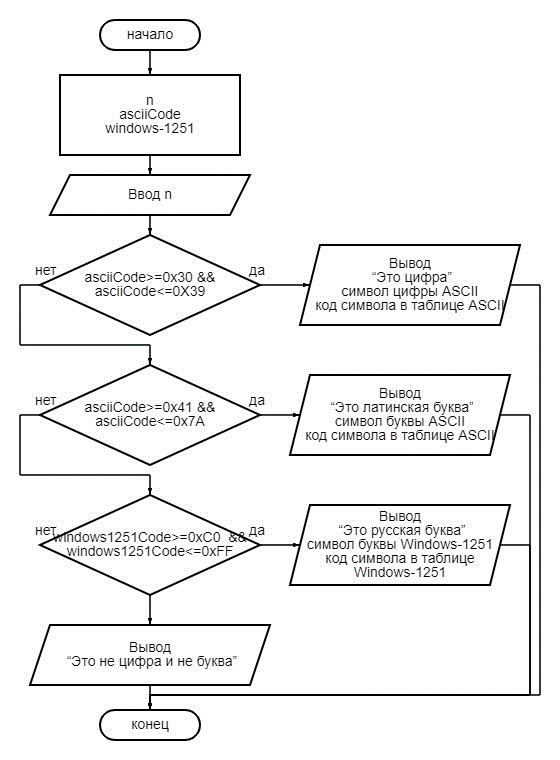 начало
n
asciiCode
windows-1251
Ввод n
нет
asciiCode>=0x30 &&
asciiCode<=0X39
да
Вывод
“Это цифра”
символ цифры ASCII
код символа в таблице ASCII
нет
asciiCode>=0x41 &&
asciiCode<=0x7A
да
Вывод
“Это латинская буква”
символ буквы ASCII
код символа в таблице ASCII
нет
windows1251Code>=0xC0 &&
windows1251Code<=0xFF
да
Вывод
“Это русская буква”
символ буквы Windows-1251
код символа в таблице
Windows-1251
Вывод
“Это не цифра и не буква”
конец